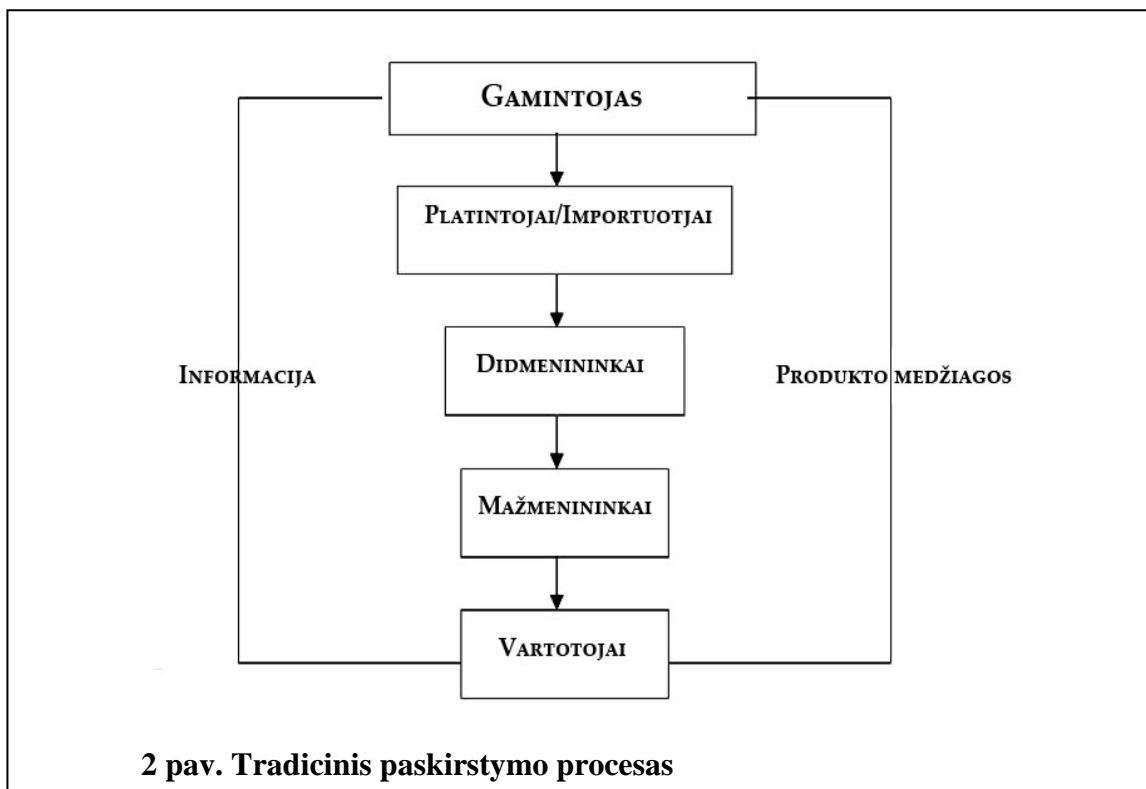 GAMINTOJAS
PLATINTOJAI/IMPORTUOTJAI
DIDMENININKAI
INFORMACIJA
PRODUKTO MEDŽIAGOS
MAŽMENININKAI
VARTOTOJAI
2 pav. Tradicinis paskirstymo procesas